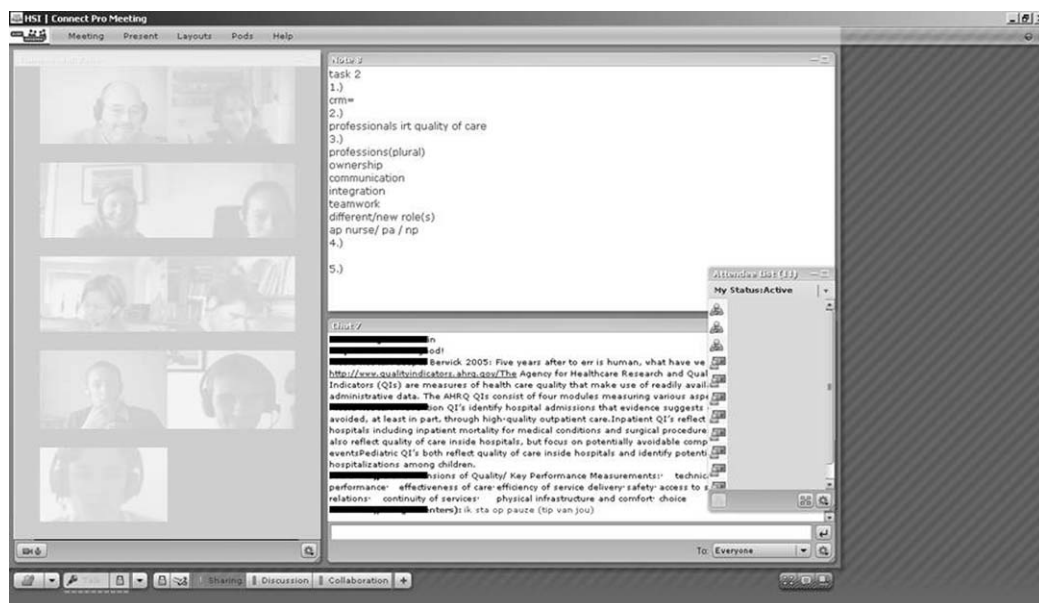 HSI | Connect Pro Meeting
Meeting Present Layouts Pods Help
Note 8
task 2
1.)
crm=
2.)
professionals irt quality of care
3.)
professions(plural)
ownership
communication
integration
teamwork
different/new role(s)
ap nurse/ pa / np
4.)
5.)
Attendee List (11)
My Status:Active
Chat 7
in
od!
Berwick 2005: Five years after to err is human, what have we
http://www.qualityindicators.ahrq.gov/The Agency for Healthcare Research and Qual
Indicators (QIs) are measures of health care quality that make use of readily avail
administrative data. The AHRQ QIs consist of four modules measuring various aspe
ion QI's identify hospital admissions that evidence suggests
avoided, at least in part, through high-quality outpatient care.Inpatient QI's reflect
hospitals including inpatient mortality for medical conditions and surgical procedure
also reflect quality of care inside hospitals, but focus on potentially avoidable comp
eventsPediatric QI's both reflect quality of care inside hospitals and identify potenti
hospitalizations among children.
nsions of Quality/ Key Performance Measurements:· technic
performance· effectiveness of care·efficiency of service delivery·safety·access to s
relations· continuity of services· physical infrastructure and comfort·choice
enters): ik sta op pauze (tip van jou)
To: Everyone
Talk Sharing Discussion Collaboration +